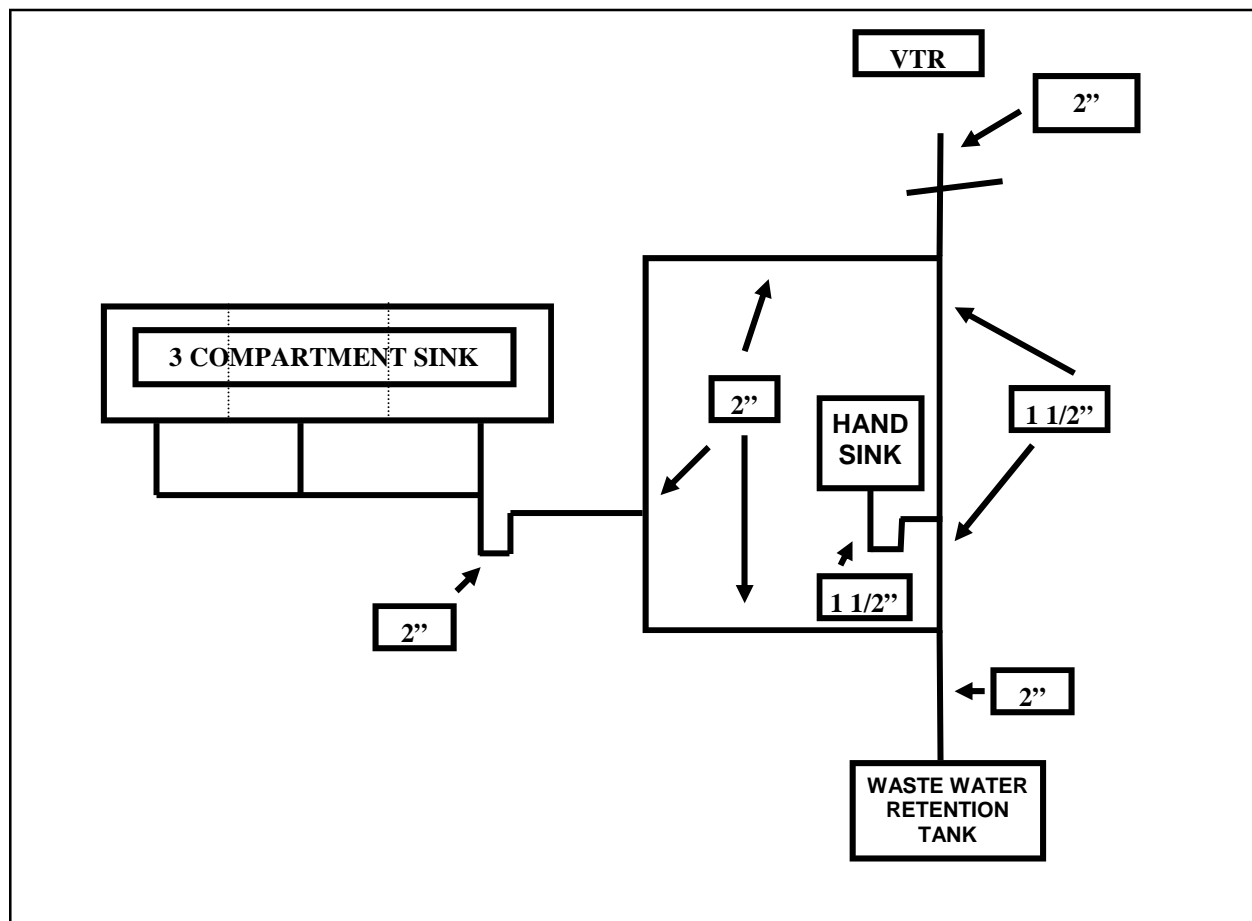 VTR
2”
3 COMPARTMENT SINK
2”
HAND
SINK
1 1/2”
1 1/2”
2”
2”
WASTE WATER
RETENTION
TANK